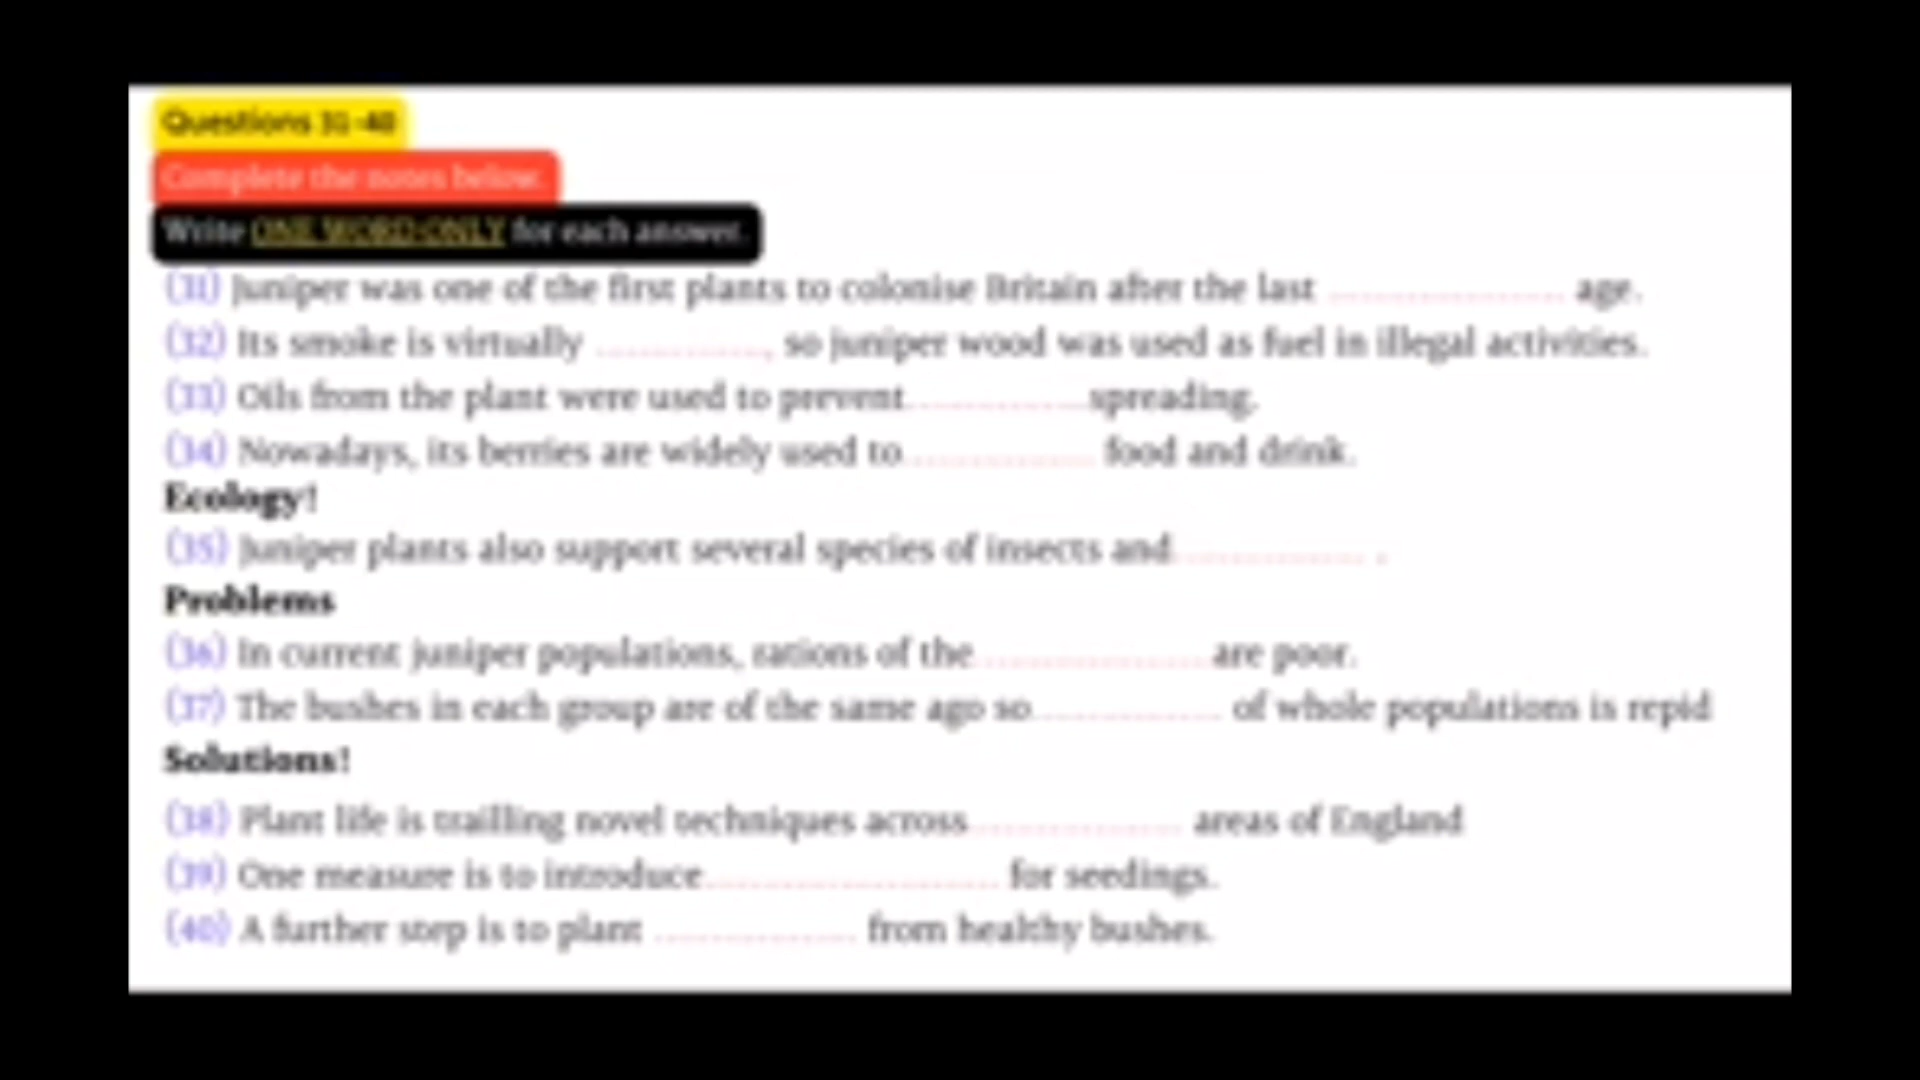 Questions 31-40
Complete the notes below.
Write ONE WORD ONLY for each answer.
(31) Juniper was one of the first plants to colonise Britain after the last .................... age.
(32) Its smoke is virtually ..............., so juniper wood was used as fuel in illegal activities.
(33) Oils from the plant were used to prevent................spreading.
(34) Nowadays, its berries are widely used to................ food and drink.
Ecology!
(35) Juniper plants also support several species of insects and................ .
Problems
(36) In current juniper populations, rations of the....................are poor.
(37) The bushes in each group are of the same ago so................ of whole populations is repid
Solutions!
(38) Plant life is trailling novel techniques across.................. areas of England
(39) One measure is to introduce........................ for seedings.
(40) A further step is to plant ................. from healthy bushes.